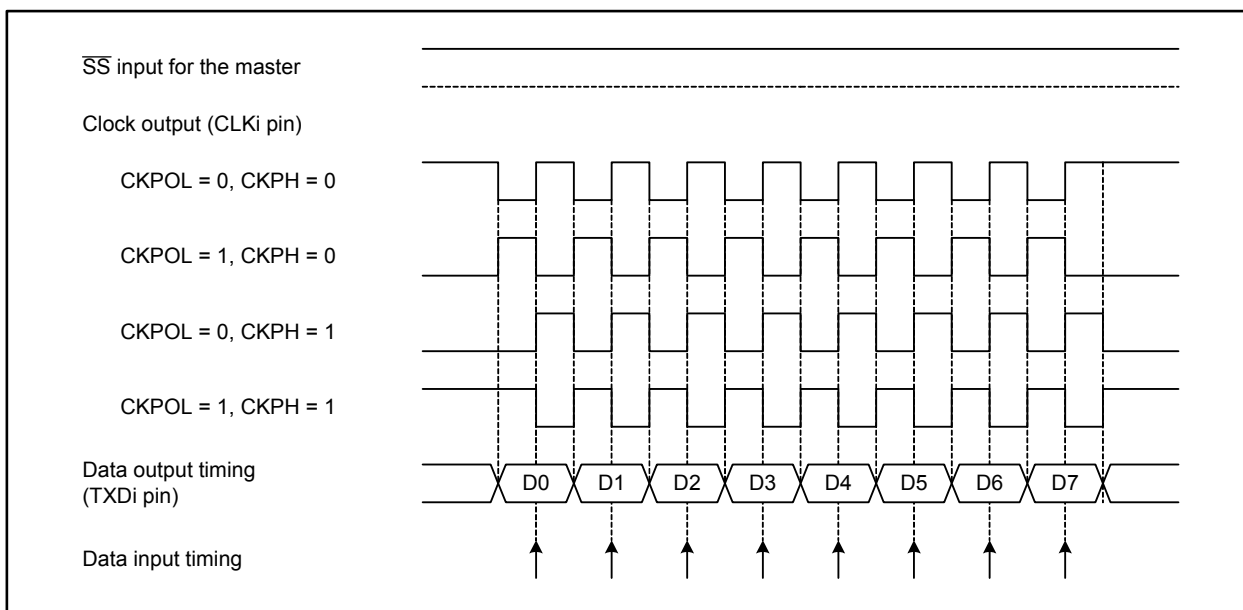 S̅S̅ input for the master
Clock output (CLKi pin)
CKPOL = 0, CKPH = 0
CKPOL = 1, CKPH = 0
CKPOL = 0, CKPH = 1
CKPOL = 1, CKPH = 1
Data output timing
(TXDi pin)
D0 D1 D2 D3 D4 D5 D6 D7
Data input timing